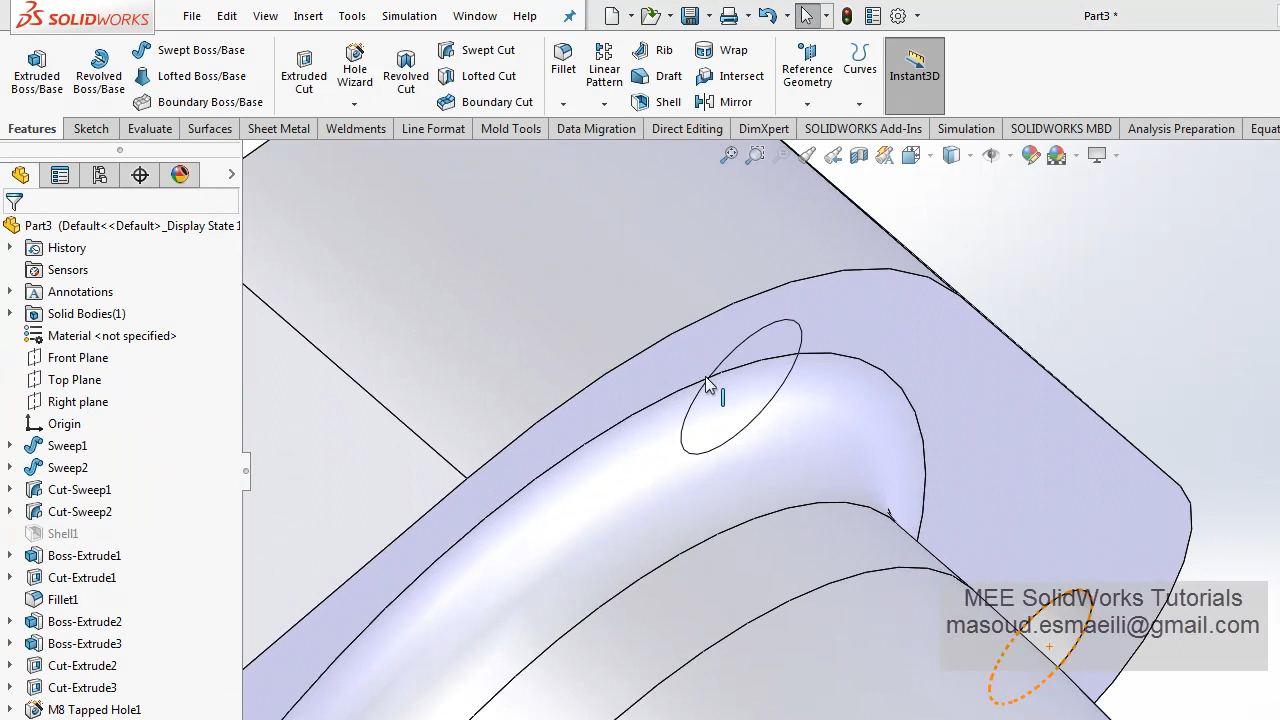 SOLIDWORKS File Edit View Insert Tools Simulation Window Help Part3 *
Extruded Boss/Base
Revolved Boss/Base
Swept Boss/Base
Lofted Boss/Base
Boundary Boss/Base
Extruded Cut
Hole Wizard
Revolved Cut
Swept Cut
Lofted Cut
Boundary Cut
Fillet
Linear Pattern
Rib
Draft
Shell
Wrap
Intersect
Mirror
Reference Geometry
Curves
Instant3D
Features Sketch Evaluate Surfaces Sheet Metal Weldments Line Format Mold Tools Data Migration Direct Editing DimXpert SOLIDWORKS Add-Ins Simulation SOLIDWORKS MBD Analysis Preparation Equat
Part3 (Default<<Default>_Display State 1
History
Sensors
Annotations
Solid Bodies(1)
Material <not specified>
Front Plane
Top Plane
Right plane
Origin
Sweep1
Sweep2
Cut-Sweep1
Cut-Sweep2
Shell1
Boss-Extrude1
Cut-Extrude1
Fillet1
Boss-Extrude2
Boss-Extrude3
Cut-Extrude2
Cut-Extrude3
M8 Tapped Hole1
MEE SolidWorks Tutorials
masoud.esmaeili@gmail.com